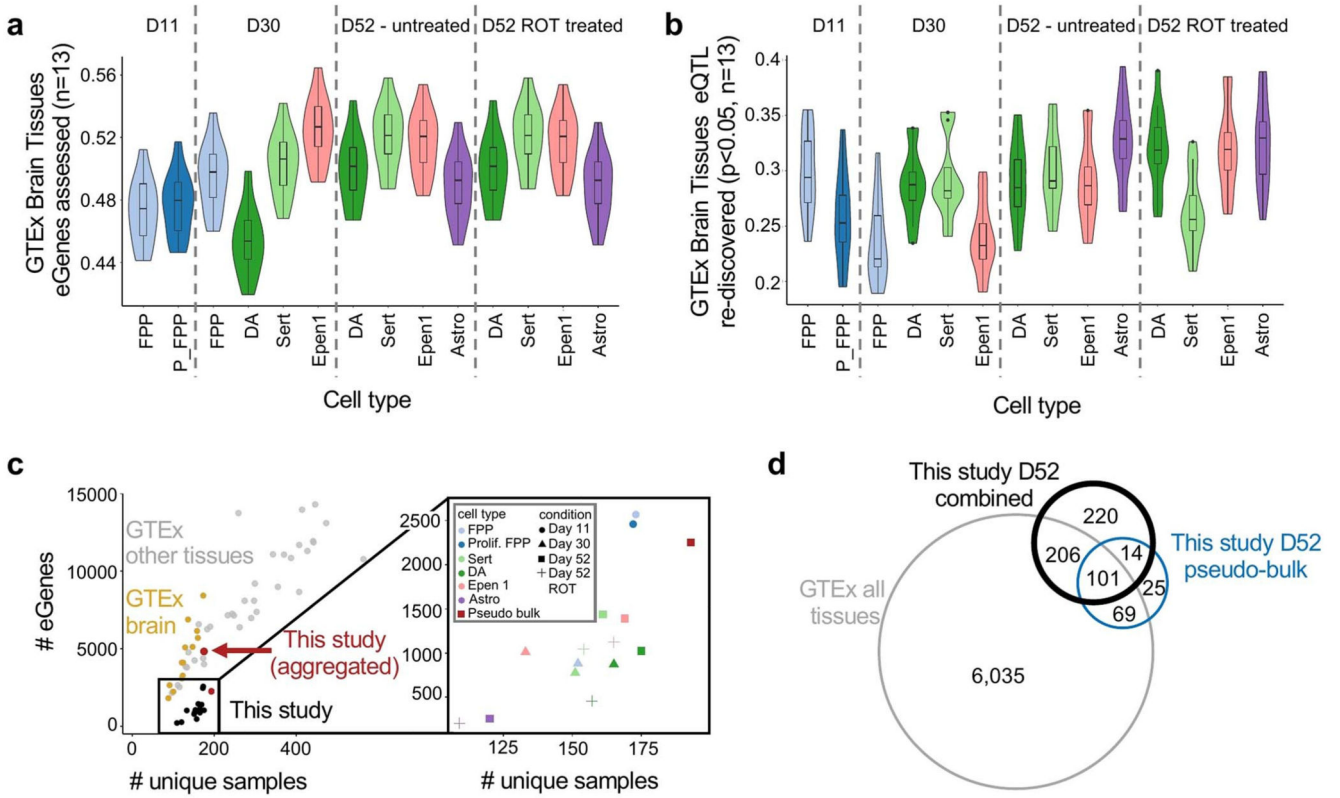 a
D11
D30
D52 - untreated
D52 ROT treated
GTEx Brain Tissues
eGenes assessed (n=13)
0.56
0.52
0.48
0.44
FPP
P_FPP
FPP
DA
Sert
Epen1
DA
Sert
Epen1
Astro
DA
Sert
Epen1
Astro
Cell type
b
D11
D30
D52 - untreated
D52 ROT treated
GTEx Brain Tissues eQTL
re-discovered (p<0.05, n=13)
0.4
0.35
0.3
0.25
0.2
FPP
P_FPP
FPP
DA
Sert
Epen1
DA
Sert
Epen1
Astro
DA
Sert
Epen1
Astro
Cell type
c
# eGenes
15000
10000
5000
0
0
200
400
# unique samples
GTEx
other tissues
GTEx
brain
This study
(aggregated)
This study
2500
2000
1500
1000
500
125
150
175
# unique samples
cell type
FPP
Prolif. FPP
Sert
DA
Epen 1
Astro
Pseudo bulk
condition
Day 11
Day 30
Day 52
Day 52
ROT
d
This study D52
combined
This study D52
pseudo-bulk
GTEx all
tissues
220
206
14
101
25
69
6,035